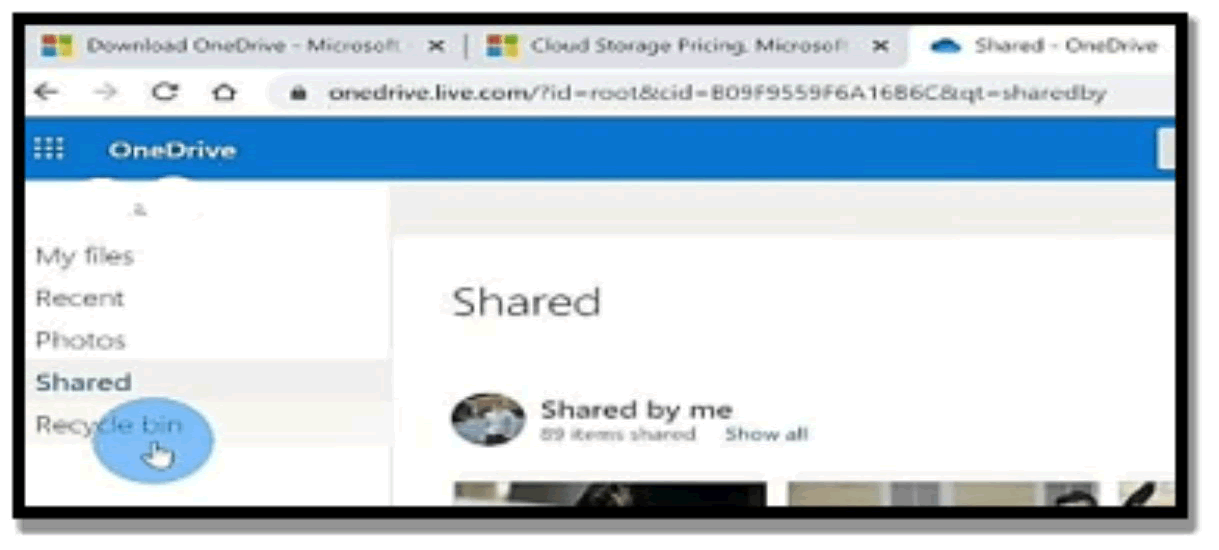 Download OneDrive - Microsoft
Cloud Storage Pricing, Microsoft
Shared - OneDrive
onedrive.live.com/?id=root&cid=B09F9559F6A16B6C&qt=sharedby
OneDrive
My files
Recent
Photos
Shared
Recycle bin
Shared
Shared by me
89 items shared Show all